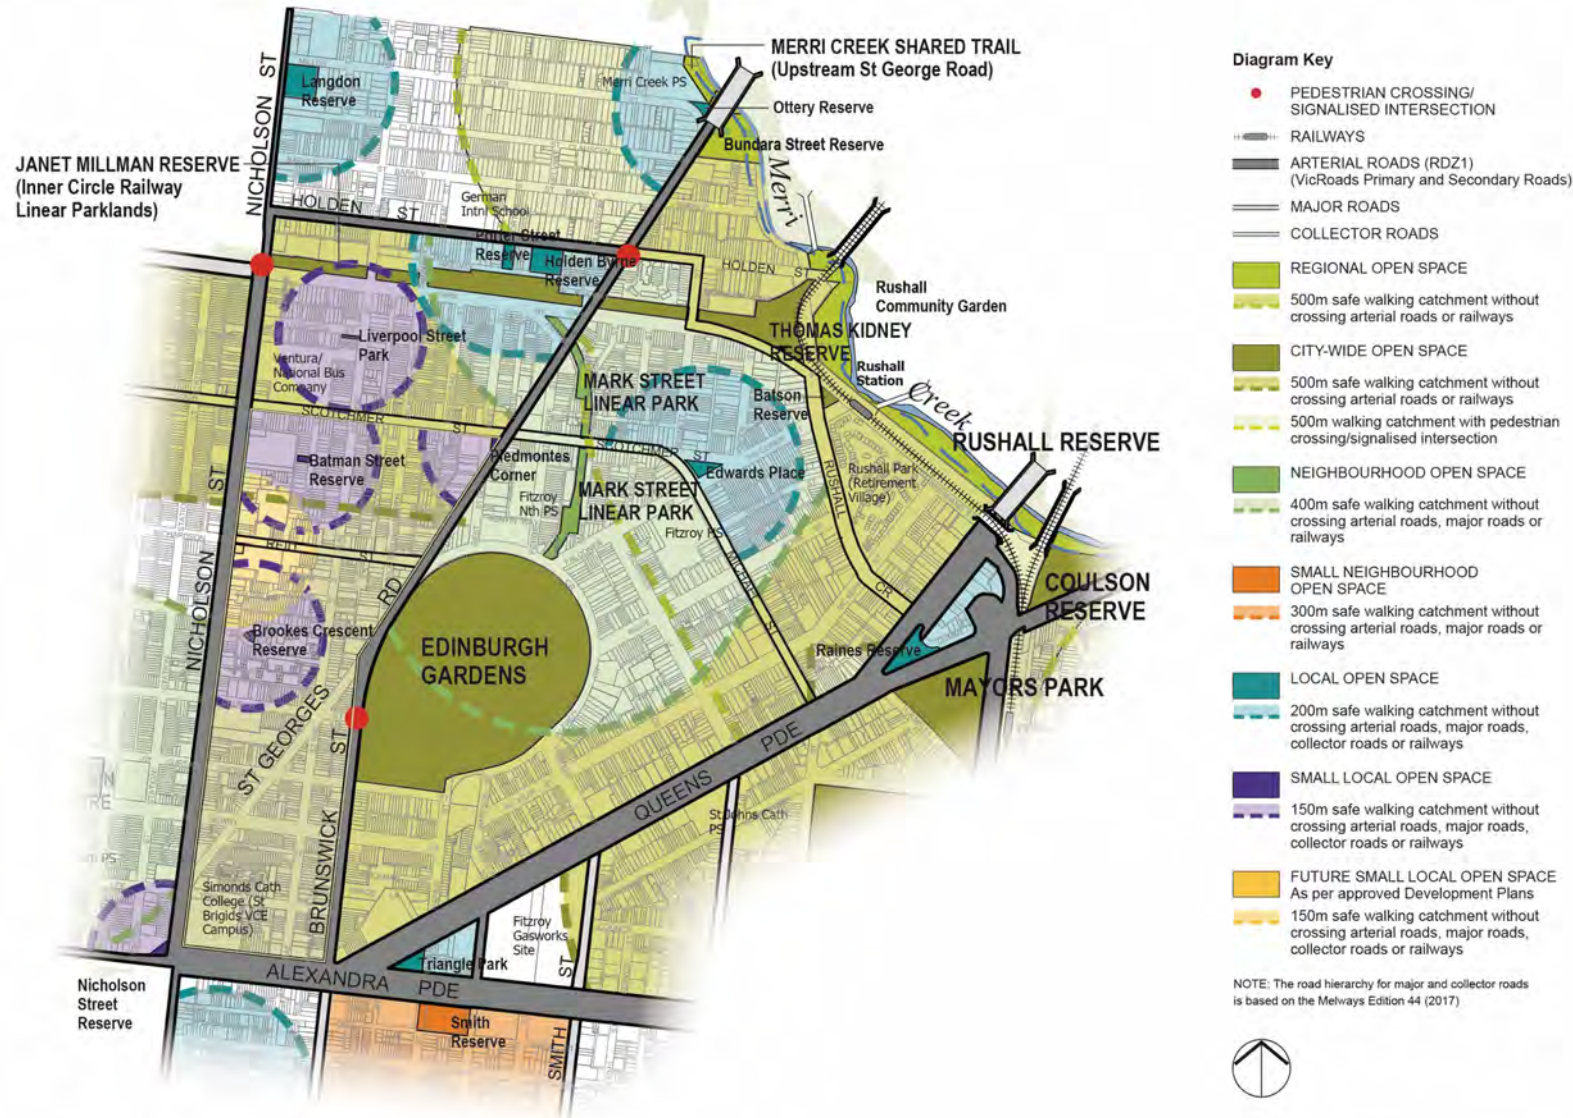 MERRI CREEK SHARED TRAIL
(Upstream St George Road)
Langdon
Reserve
Merri Creek PS
Ottery Reserve
Bundara Street Reserve
NICHOLSON ST
JANET MILLMAN RESERVE
(Inner Circle Railway
Linear Parklands)
Merri
German
Intnl School
HOLDEN ST
Porter Street
Reserve
Holden Byrne
Reserve
HOLDEN ST
Rushall
Community Garden
THOMAS KIDNEY
RESERVE
Liverpool Street
Park
Ventura/
National Bus
Company
Rushall
Station
MARK STREET
LINEAR PARK
Batson
Reserve
Creek
SCOTCHMER ST
SCOTCHMER ST
RUSHALL RESERVE
Piedmontes
Corner
Batman Street
Reserve
Edwards Place
RUSHALL
Rushall Park
(Retirement
Village)
Fitzroy
Nth PS
MARK STREET
LINEAR PARK
Fitzroy HS
REID ST
MICHAEL ST
CR
COULSON
RESERVE
NICHOLSON ST
RD
Brookes Crescent
Reserve
EDINBURGH
GARDENS
Raines Reserve
MAYORS PARK
ST GEORGES
ST
QUEENS PDE
St Johns Cath
PS
BRUNSWICK
Simonds Cath
College (St
Brigids VCE
Campus)
Fitzroy
Gasworks
Site
Triangle Park
ST
ALEXANDRA PDE
Nicholson
Street
Reserve
Smith
Reserve
SMITH
Diagram Key
PEDESTRIAN CROSSING/
SIGNALISED INTERSECTION
RAILWAYS
ARTERIAL ROADS (RDZ1)
(VicRoads Primary and Secondary Roads)
MAJOR ROADS
COLLECTOR ROADS
REGIONAL OPEN SPACE
500m safe walking catchment without
crossing arterial roads or railways
CITY-WIDE OPEN SPACE
500m safe walking catchment without
crossing arterial roads or railways
500m walking catchment with pedestrian
crossing/signalised intersection
NEIGHBOURHOOD OPEN SPACE
400m safe walking catchment without
crossing arterial roads, major roads or
railways
SMALL NEIGHBOURHOOD
OPEN SPACE
300m safe walking catchment without
crossing arterial roads, major roads or
railways
LOCAL OPEN SPACE
200m safe walking catchment without
crossing arterial roads, major roads,
collector roads or railways
SMALL LOCAL OPEN SPACE
150m safe walking catchment without
crossing arterial roads, major roads,
collector roads or railways
FUTURE SMALL LOCAL OPEN SPACE
As per approved Development Plans
150m safe walking catchment without
crossing arterial roads, major roads,
collector roads or railways
NOTE: The road hierarchy for major and collector roads
is based on the Melways Edition 44 (2017)